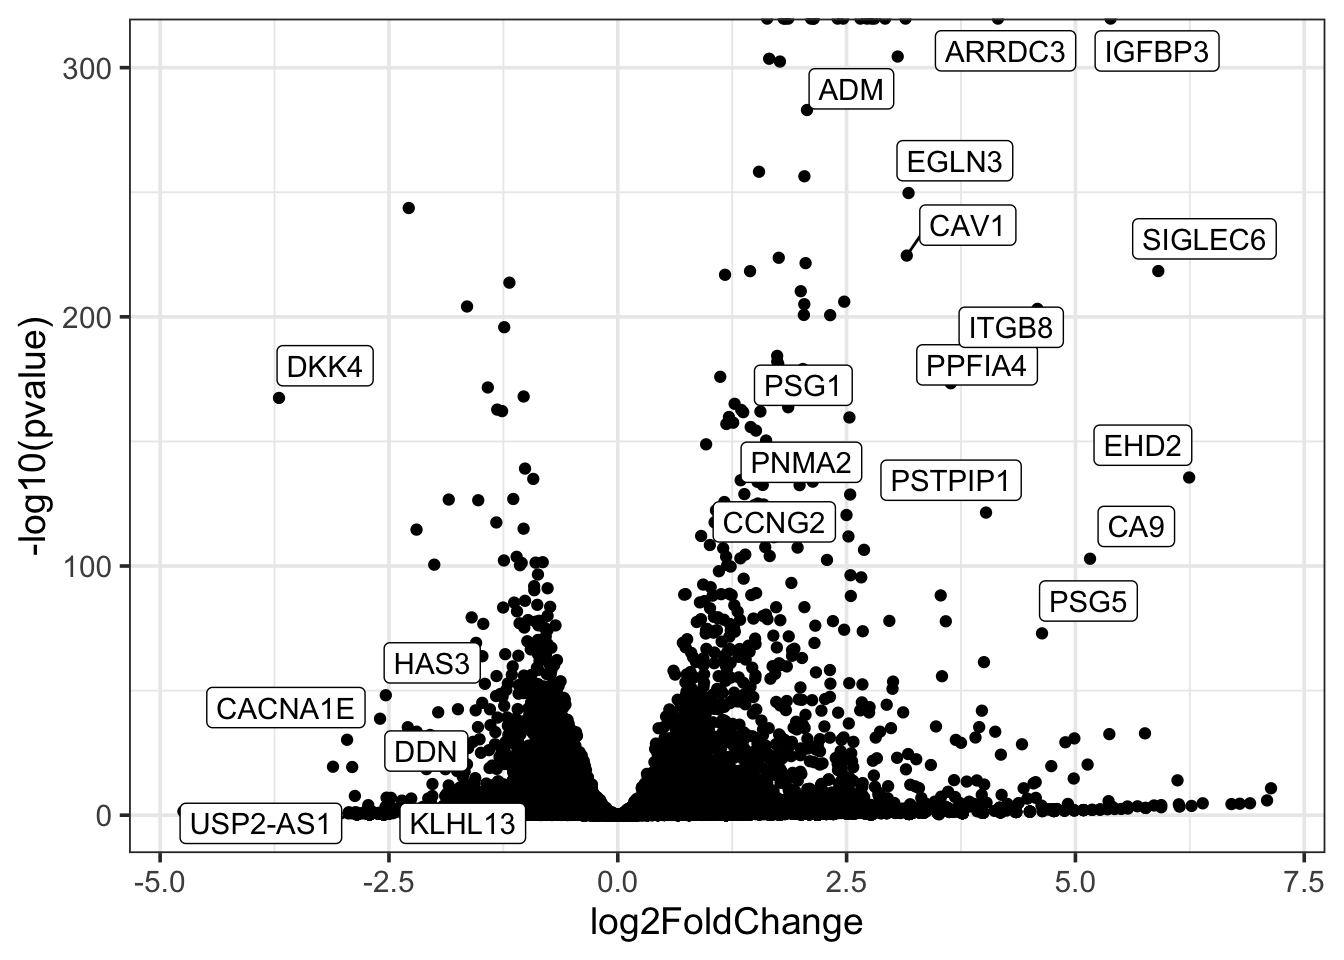 ARRDC3
IGFBP3
300
ADM
EGLN3
CAV1
SIGLEC6
ITGB8
200
PPFIA4
DKK4
PSG1
EHD2
PNMA2
PSTPIP1
CCNG2
CA9
-log10(pvalue)
100
PSG5
HAS3
CACNA1E
DDN
0
USP2-AS1
KLHL13
-5.0
-2.5
0.0
2.5
5.0
7.5
log2FoldChange